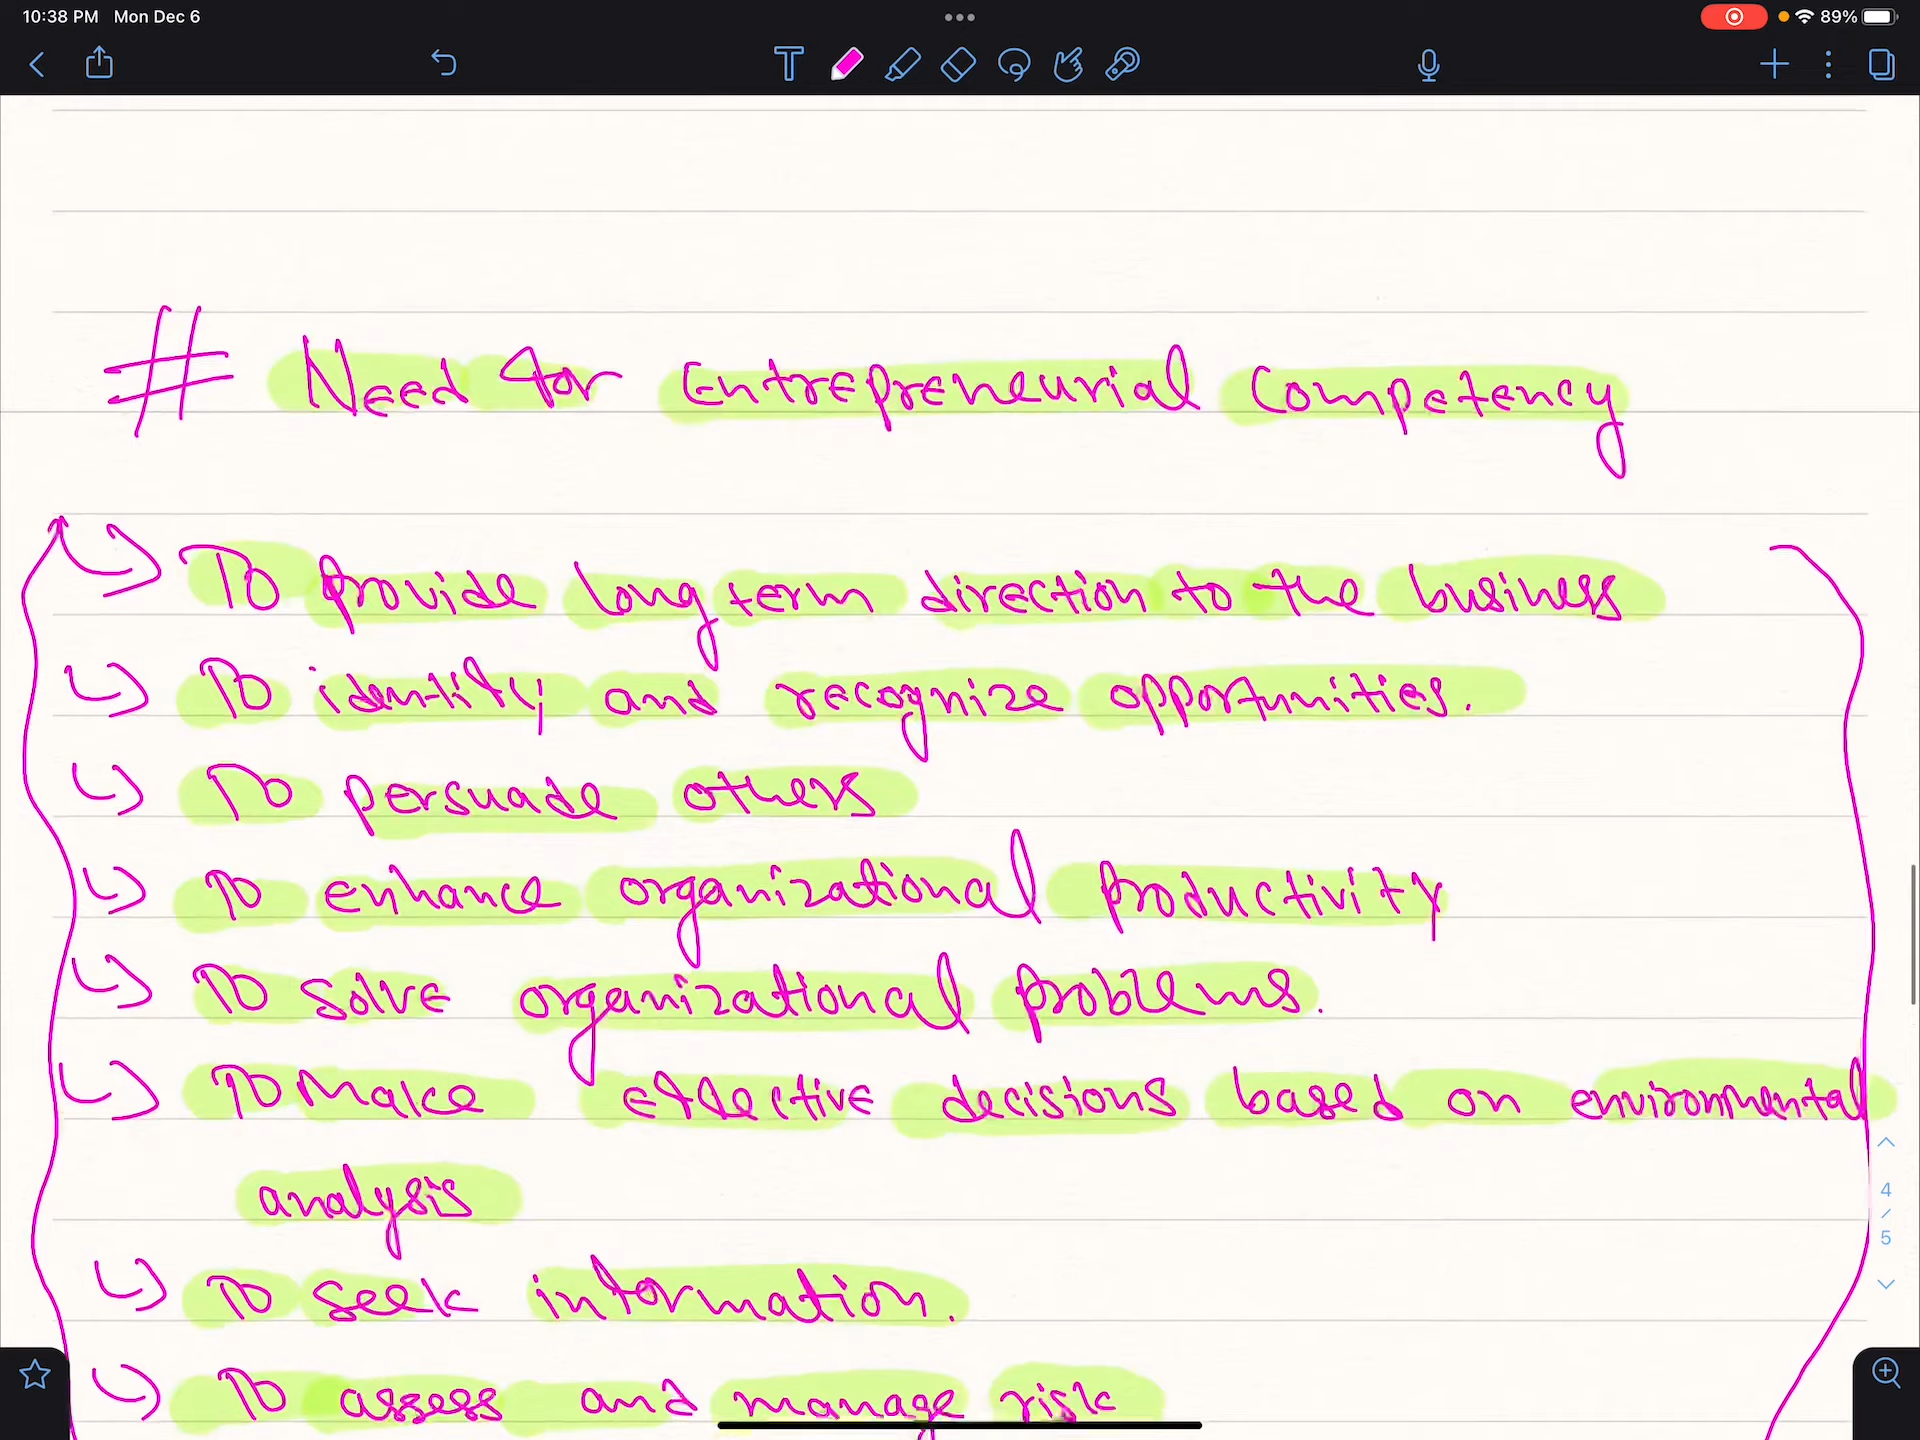 10:38 PM Mon Dec 6 89%
# Need for Entrepreneurial Competency
To provide long term direction to the business
To identify and recognize opportunities.
To persuade others
To enhance organizational productivity
To solve organizational problems.
To make effective decisions based on environmental
analysis
To seek information.
To assess and manage risk
4
/
5